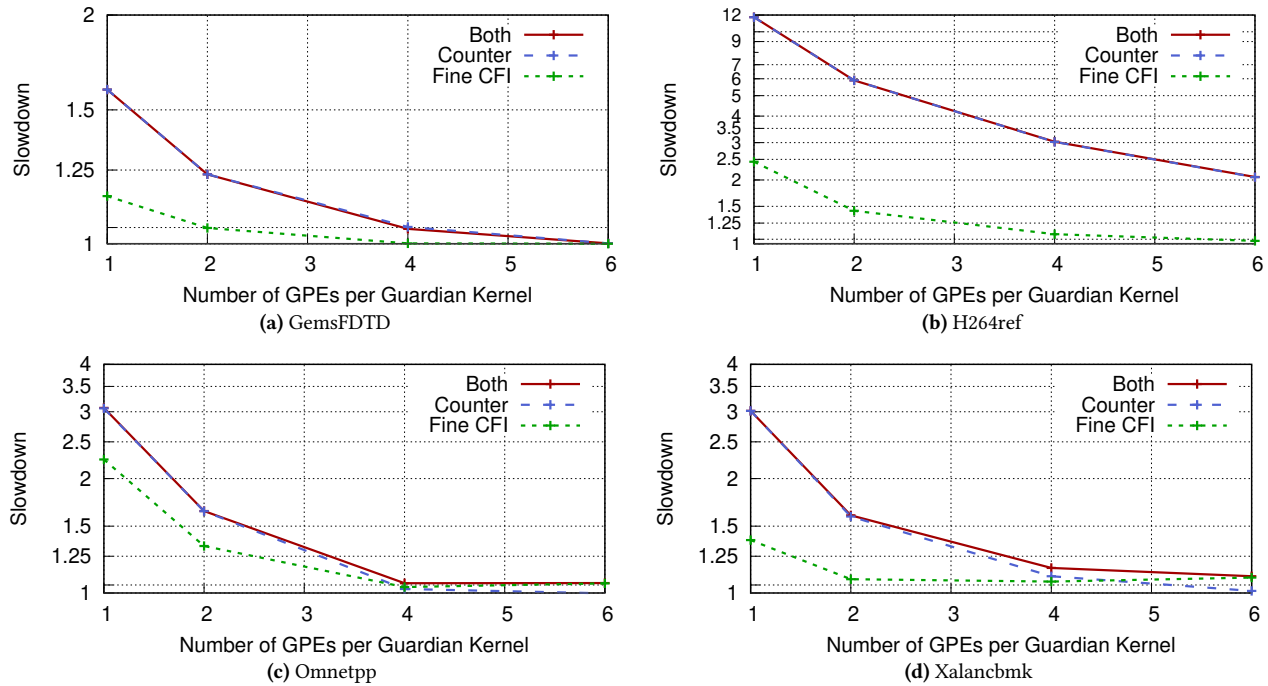 2
1.5
1.25
1
Slowdown
Both
Counter
Fine CFI
1 2 3 4 5 6
Number of GPEs per Guardian Kernel
(a) GemsFDTD
12
9
7
6
5
4
3.5
3
2.5
2
1.5
1.25
1
Slowdown
Both
Counter
Fine CFI
1 2 3 4 5 6
Number of GPEs per Guardian Kernel
(b) H264ref
4
3.5
3
2.5
2
1.5
1.25
1
Slowdown
Both
Counter
Fine CFI
1 2 3 4 5 6
Number of GPEs per Guardian Kernel
(c) Omnetpp
4
3.5
3
2.5
2
1.5
1.25
1
Slowdown
Both
Counter
Fine CFI
1 2 3 4 5 6
Number of GPEs per Guardian Kernel
(d) Xalancbmk